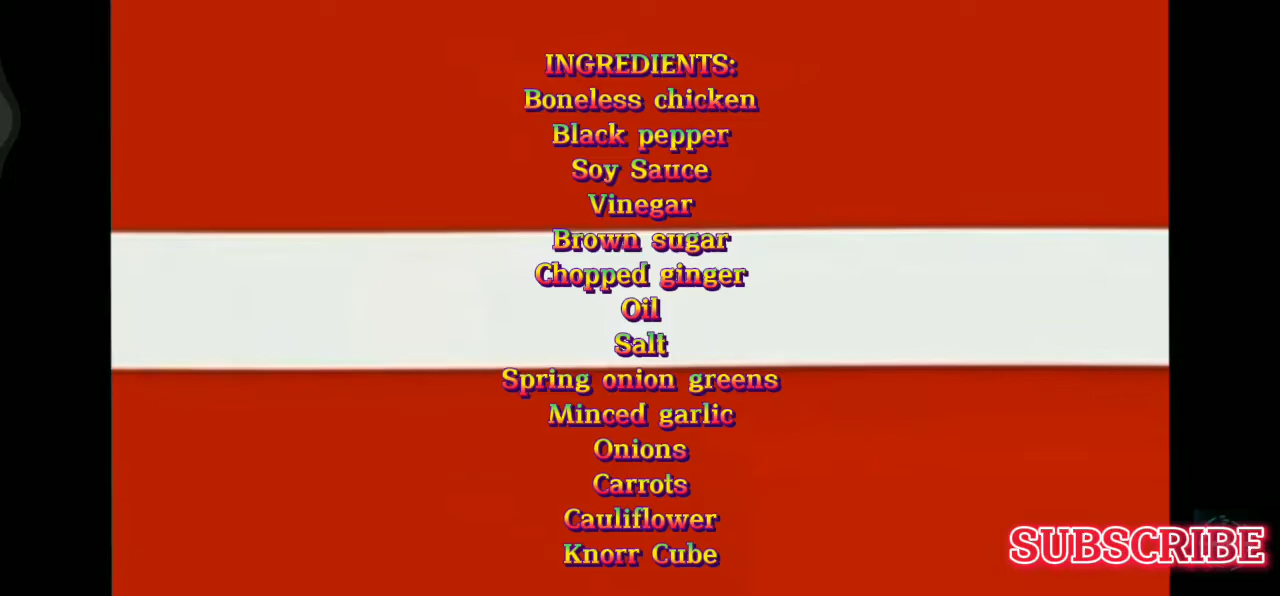 INGREDIENTS:
Boneless chicken
Black pepper
Soy Sauce
Vinegar
Brown sugar
Chopped ginger
Oil
Salt
Spring onion greens
Minced garlic
Onions
Carrots
Cauliflower
Knorr Cube
SUBSCRIBE